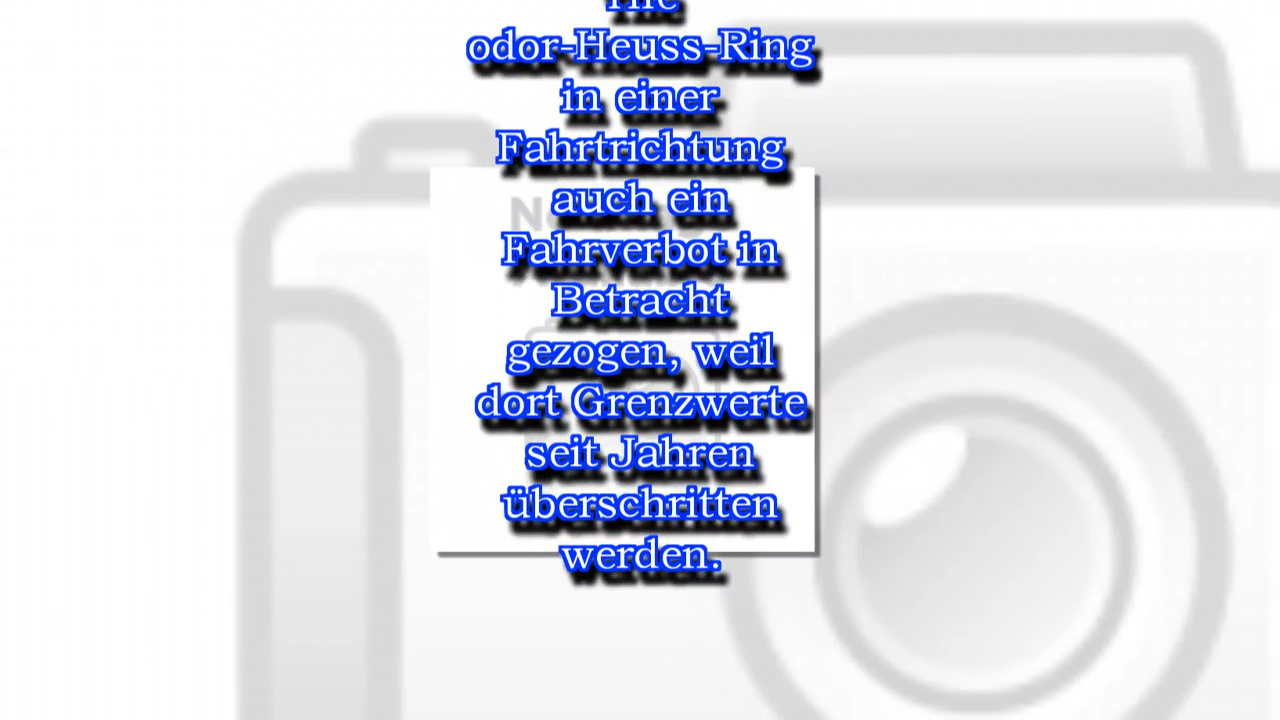 The
odor-Heuss-Ring
in einer
Fahrtrichtung
auch ein
Fahrverbot in
Betracht
gezogen, weil
dort Grenzwerte
seit Jahren
überschritten
werden.